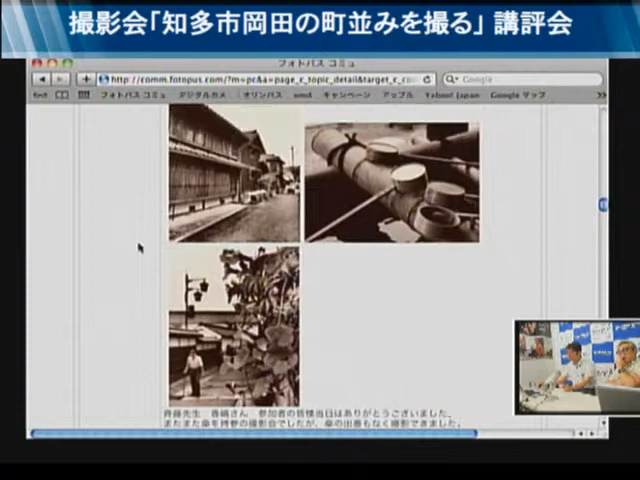 撮影会「知多市岡田の町並みを撮る」 講評会
フォトパス コミュ
http://comm.fotopus.com/?m=pc&a=page_c_topic_detail&target_c_co
Google
フォトパス コミュ デジタルカメ オリンパス キャンペーン アップル Yahoo! Japan Google マップ
斉藤先生 香嶋さん 参加者の皆様当日はありがとうございました。
またまた傘を持参の撮影会でしたが、傘の出番もなく撮影できました。